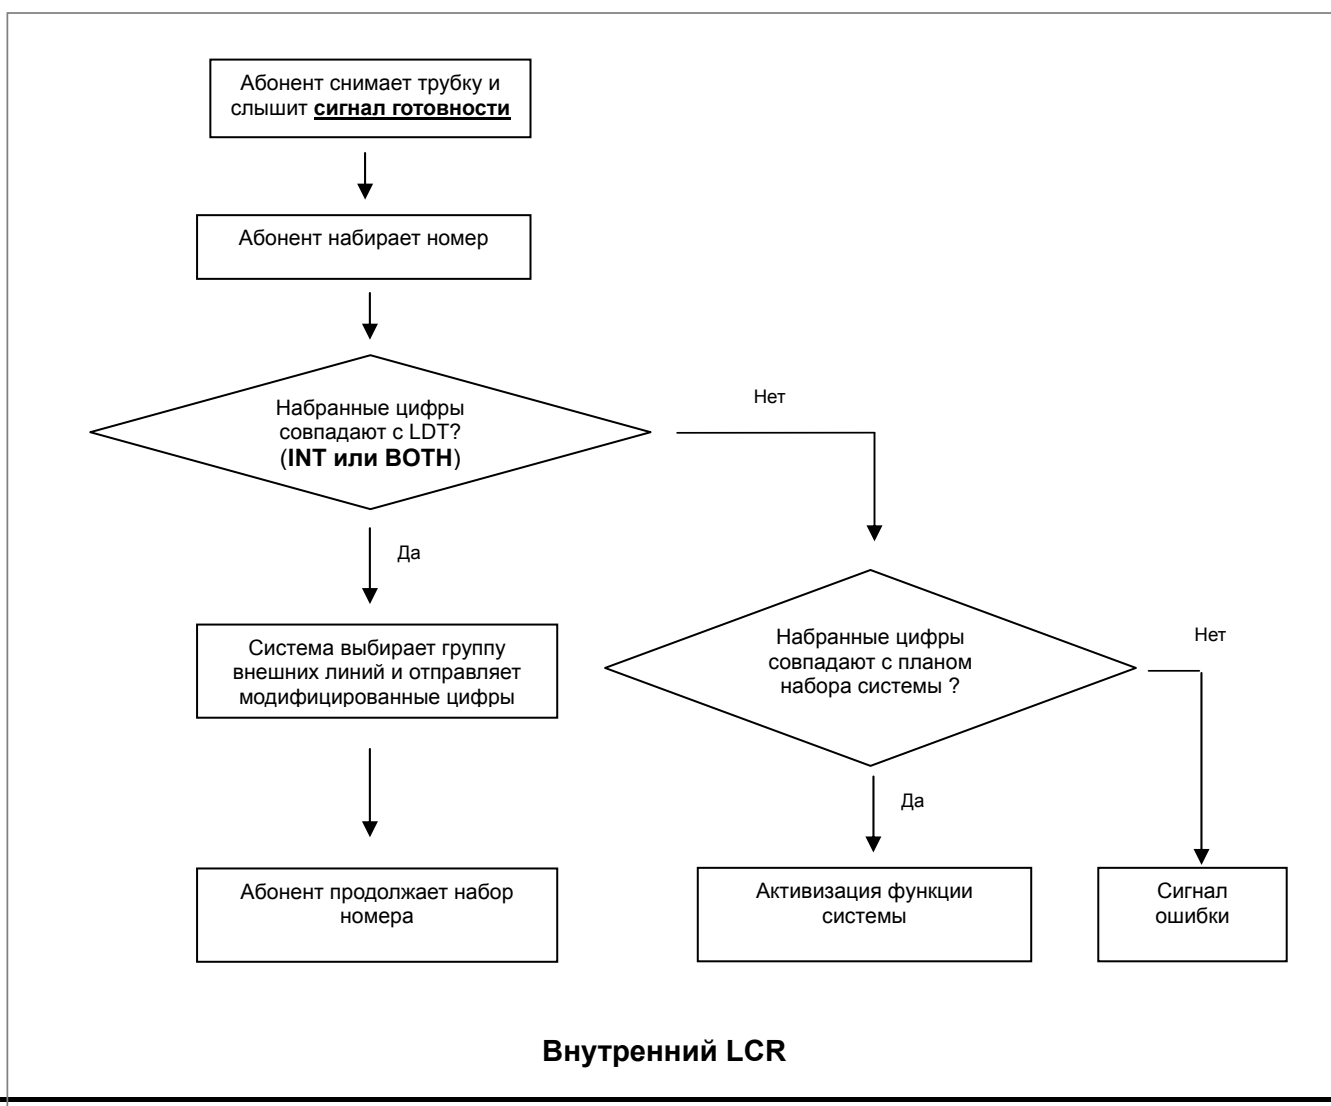 Абонент снимает трубку и
слышит сигнал готовности
Абонент набирает номер
Набранные цифры
совпадают с LDT?
(INT или BOTH)
Нет
Да
Система выбирает группу
внешних линий и отправляет
модифицированные цифры
Набранные цифры
совпадают с планом
набора системы ?
Нет
Да
Абонент продолжает набор
номера
Активизация функции
системы
Сигнал
ошибки
Внутренний LCR